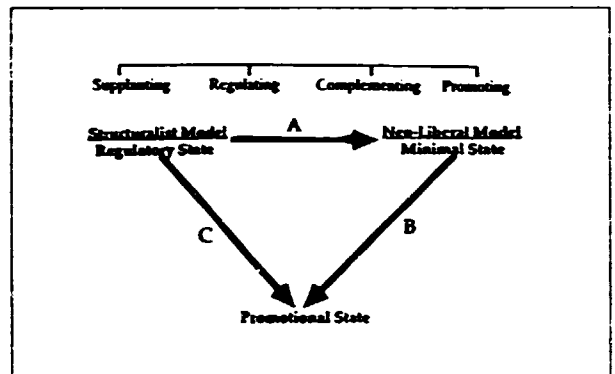 Supplanting Regulating Complementing Promoting
Structuralist Model A Neo-Liberal Model
Regulatory State Minimal State
C B
Promotional State